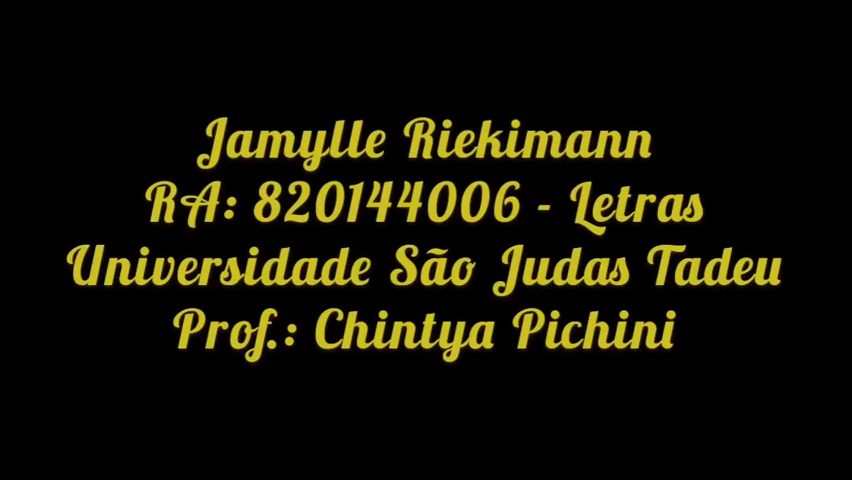 Jamylle Riekimann
RA: 820144006 - Letras
Universidade São Judas Tadeu
Prof.: Chintya Pichini